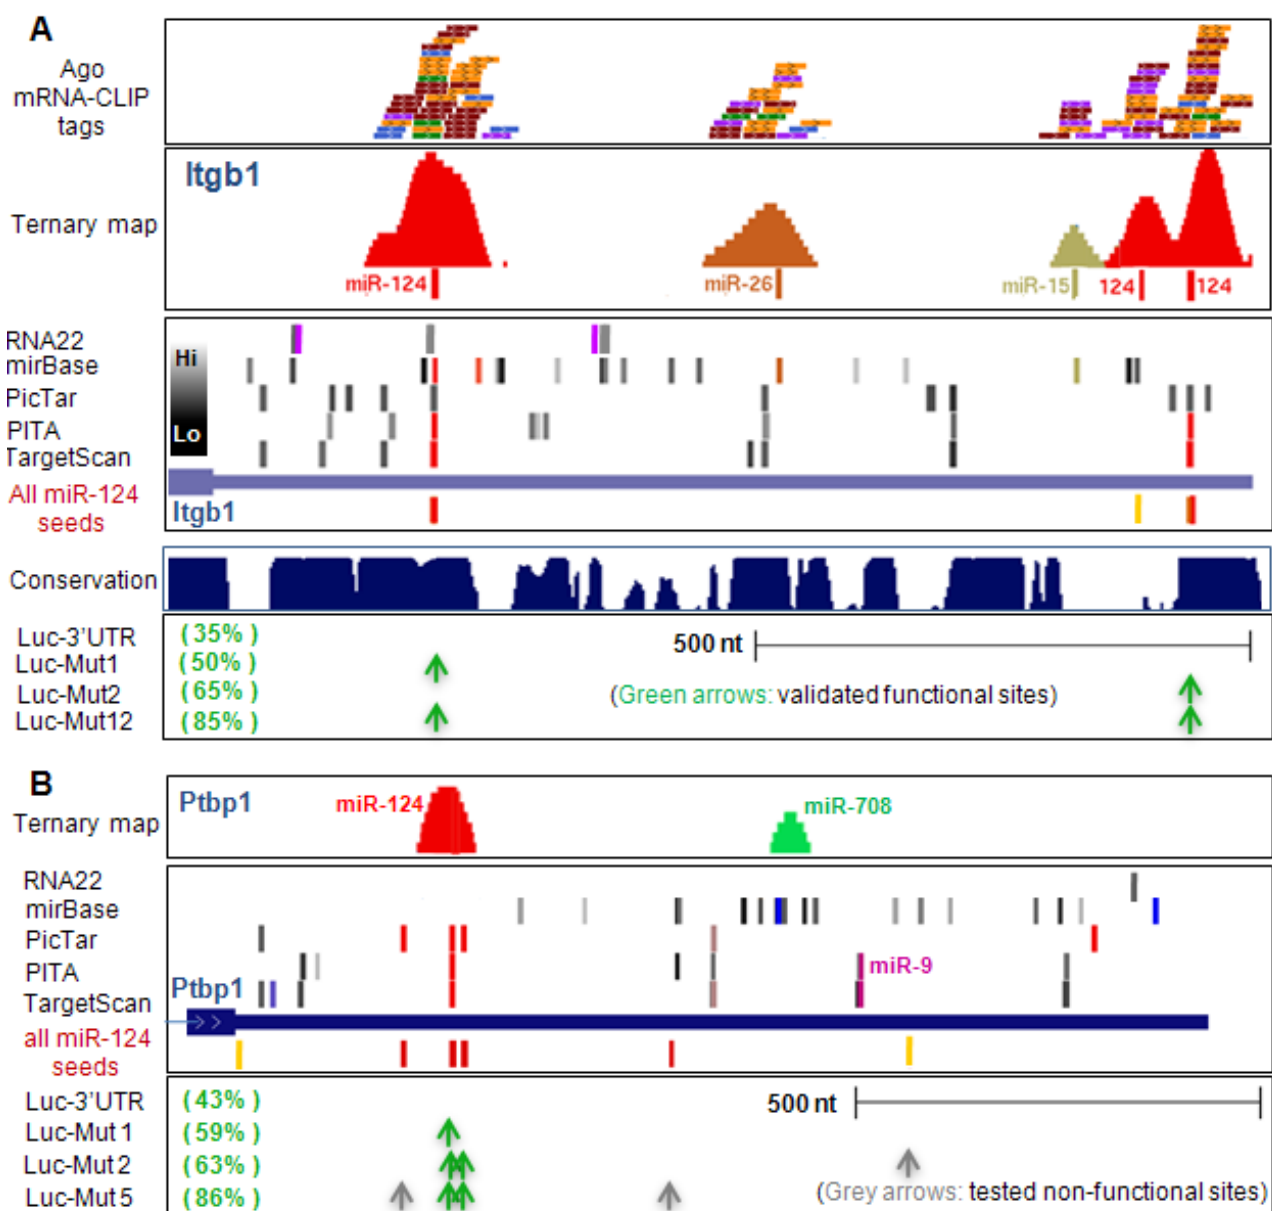 A
Ago
mRNA-CLIP
tags
Itgb1
Ternary map
miR-124
miR-26
miR-15
124
124
RNA22
mirBase
PicTar
PITA
TargetScan
Hi
Lo
All miR-124
seeds
Itgb1
Conservation
Luc-3'UTR (35%) 500 nt
Luc-Mut1 (50%)
Luc-Mut2 (65%) (Green arrows: validated functional sites)
Luc-Mut12 (85%)
B
Ptbp1 miR-124 miR-708
Ternary map
RNA22
mirBase
PicTar
PITA miR-9
TargetScan Ptbp1
all miR-124
seeds
Luc-3'UTR (43%) 500 nt
Luc-Mut 1 (59%)
Luc-Mut 2 (63%)
Luc-Mut 5 (86%) (Grey arrows: tested non-functional sites)